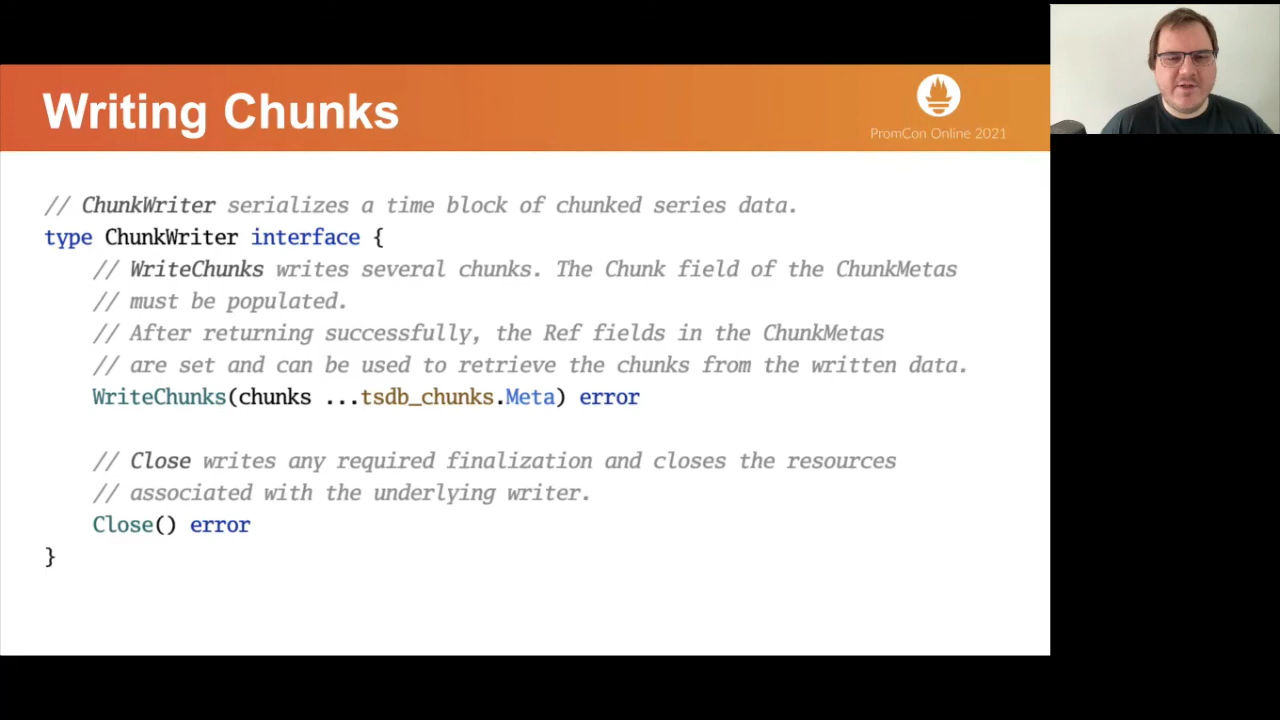 Writing Chunks
PromCon Online 2021
// ChunkWriter serializes a time block of chunked series data.
type ChunkWriter interface {
// WriteChunks writes several chunks. The Chunk field of the ChunkMetas
// must be populated.
// After returning successfully, the Ref fields in the ChunkMetas
// are set and can be used to retrieve the chunks from the written data.
WriteChunks(chunks ...tsdb_chunks.Meta) error
// Close writes any required finalization and closes the resources
// associated with the underlying writer.
Close() error
}